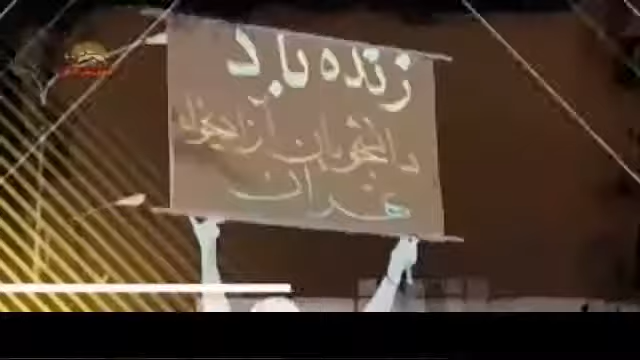 زنده باد
دانشجویان آزادیخواه
تهران